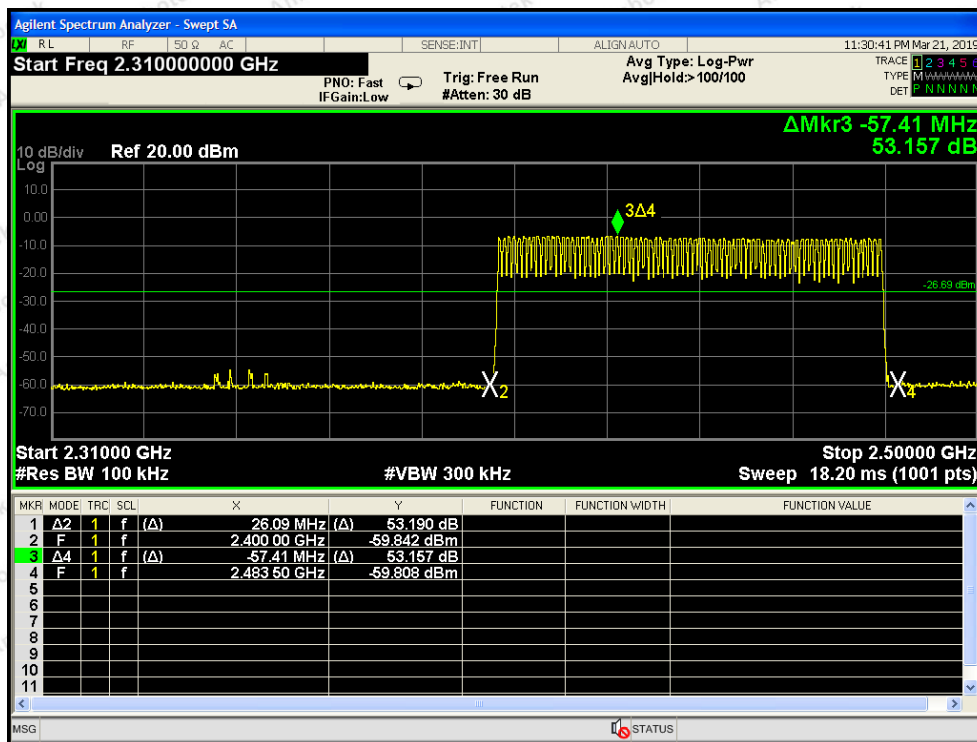 Agilent Spectrum Analyzer - Swept SA
LXI RL RF 50 Ω AC SENSE:INT ALIGN AUTO 11:30:41 PM Mar 21, 2019
Start Freq 2.310000000 GHz
PNO: Fast
IFGain:Low
Trig: Free Run
#Atten: 30 dB
Avg Type: Log-Pwr
Avg|Hold:>100/100
TRACE 1 2 3 4 5 6
TYPE M
DET P N N N N N
ΔMkr3 -57.41 MHz
53.157 dB
10 dB/div Ref 20.00 dBm
Log
10.0
0.00
-10.0
-20.0
-30.0
-40.0
-50.0
-60.0
-70.0
3Δ4
-26.69 dBm
2
4
Start 2.31000 GHz Stop 2.50000 GHz
#Res BW 100 kHz #VBW 300 kHz Sweep 18.20 ms (1001 pts)
MKR MODE TRC SCL X Y FUNCTION FUNCTION WIDTH FUNCTION VALUE
1 Δ2 1 f (Δ) 26.09 MHz (Δ) 53.190 dB
2 F 1 f 2.400 00 GHz -59.842 dBm
3 Δ4 1 f (Δ) -57.41 MHz (Δ) 53.157 dB
4 F 1 f 2.483 50 GHz -59.808 dBm
5
6
7
8
9
10
11
MSG STATUS